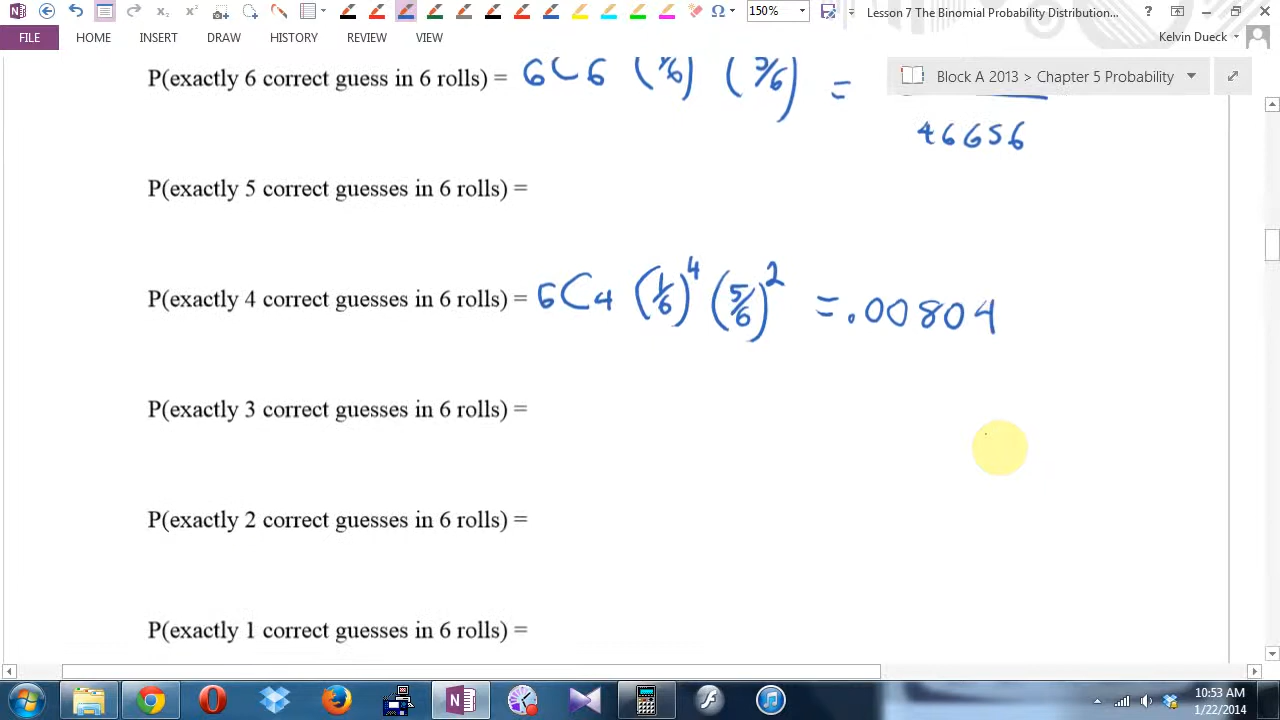 150%
Lesson 7 The Binomial Probability Distribution...
FILE HOME INSERT DRAW HISTORY REVIEW VIEW
Kelvin Dueck
Block A 2013 > Chapter 5 Probability
P(exactly 6 correct guess in 6 rolls) = 6C6 (1/6) (5/6) =
46656
P(exactly 5 correct guesses in 6 rolls) =
P(exactly 4 correct guesses in 6 rolls) = 6C4 (1/6)^4 (5/6)^2 = .00804
P(exactly 3 correct guesses in 6 rolls) =
P(exactly 2 correct guesses in 6 rolls) =
P(exactly 1 correct guesses in 6 rolls) =
10:53 AM
1/22/2014